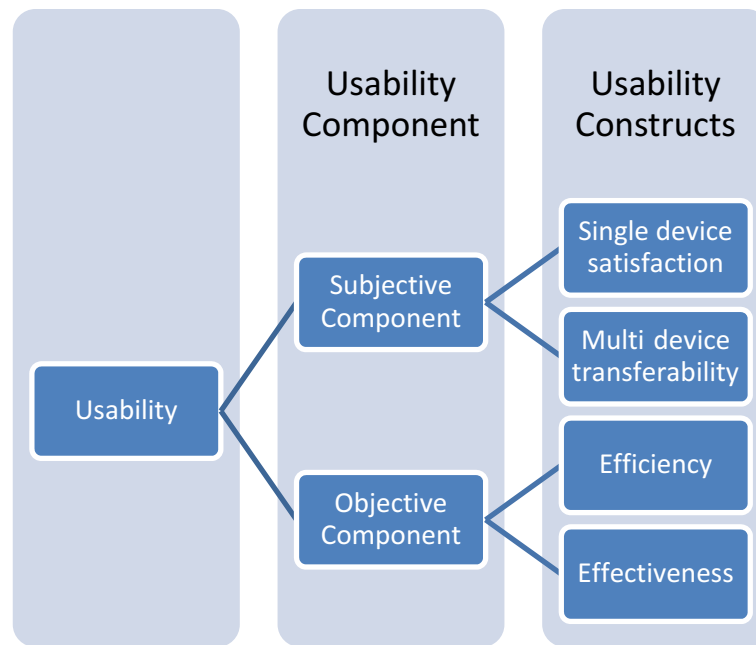 Usability
Component
Usability
Constructs
Usability
Subjective
Component
Objective
Component
Single device
satisfaction
Multi device
transferability
Efficiency
Effectiveness